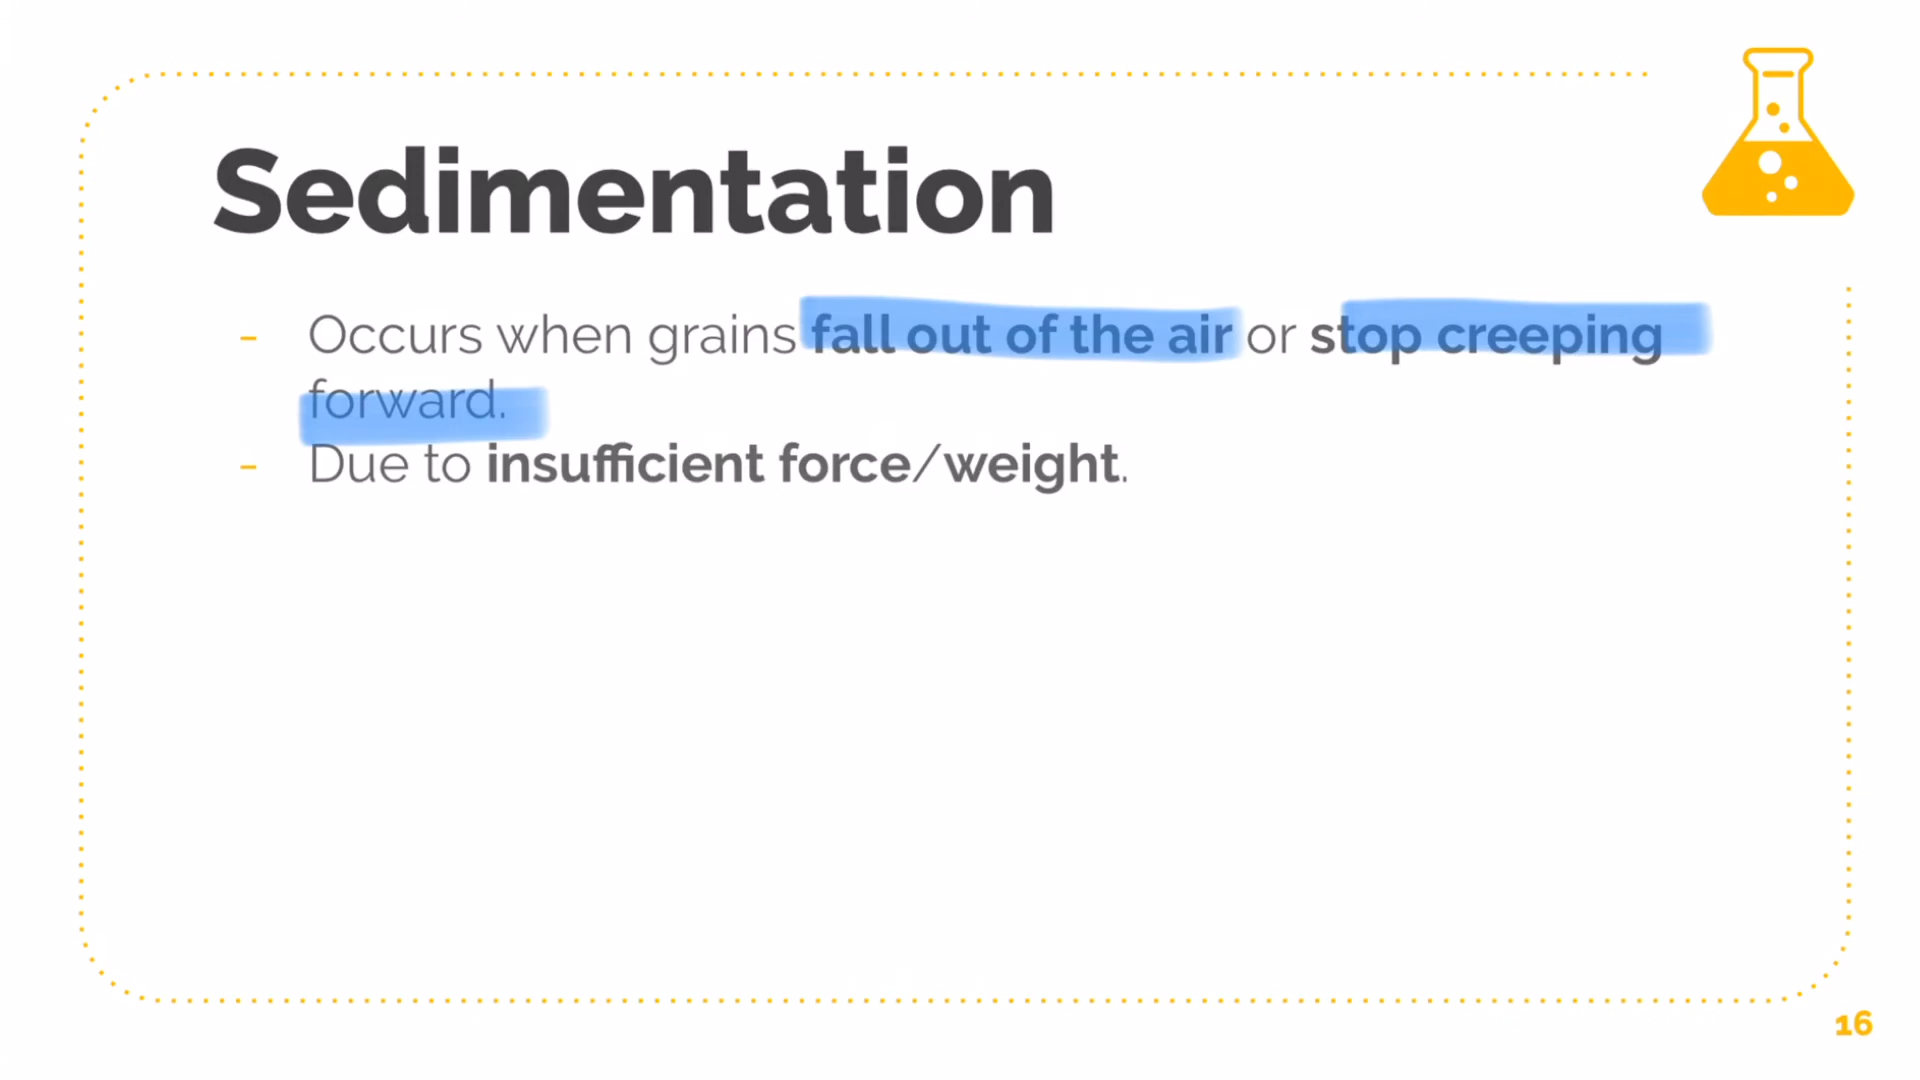 Sedimentation
- Occurs when grains fall out of the air or stop creeping
forward.
- Due to insufficient force/weight.
16